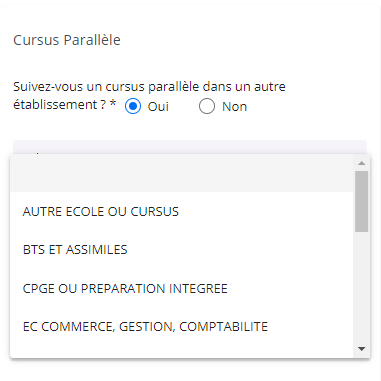 Cursus Parallèle
Suivez-vous un cursus parallèle dans un autre
établissement ? * Oui Non
AUTRE ECOLE OU CURSUS
BTS ET ASSIMILES
CPGE OU PREPARATION INTEGREE
EC COMMERCE, GESTION, COMPTABILITE